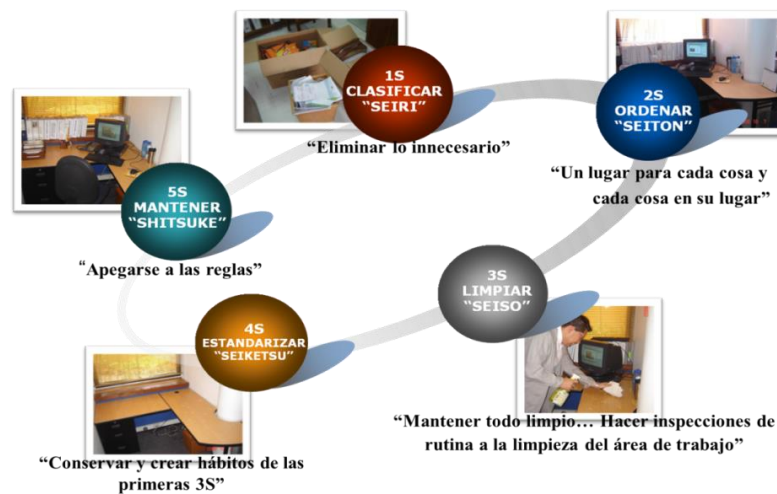 1S
CLASIFICAR
“SEIRI”
“Eliminar lo innecesario”
2S
ORDENAR
“SEITON”
“Un lugar para cada cosa y
cada cosa en su lugar”
3S
LIMPIAR
“SEISO”
“Mantener todo limpio… Hacer inspecciones de
rutina a la limpieza del área de trabajo”
4S
ESTANDARIZAR
“SEIKETSU”
“Conservar y crear hábitos de las
primeras 3S”
5S
MANTENER
“SHITSUKE”
“Apegarse a las reglas”